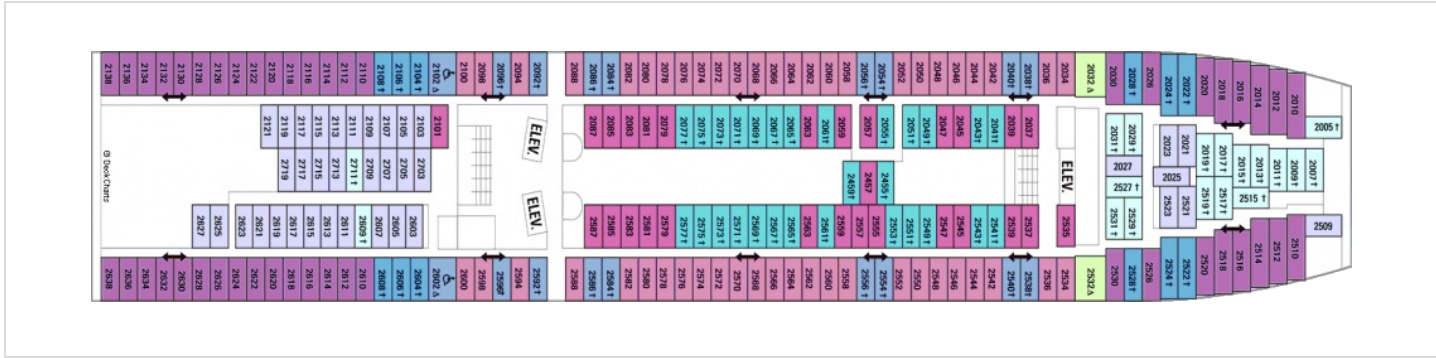 2138 2136 2134 2132 2130 2128 2126 2124 2122 2120 2118 2116 2114 2112 2110 2108† 2106† 2104† 2102△ 2100 2098 2096† 2094 2092† 2088 2086† 2084† 2082 2080 2078 2076 2074 2072 2070 2068 2066 2064 2062 2060 2058 2056† 2054† 2052 2050 2048 2046 2044 2042 2040† 2038† 2036 2034 2032△ 2030 2028† 2026 2024† 2022† 2020 2018 2016 2014 2012 2010
2005†
2121 2119 2117 2115 2113 2111 2109 2107 2105 2103 2101
ELEV.
2087 2085 2083 2081 2079 2077† 2075† 2073† 2071† 2069† 2067† 2065† 2063 2061† 2059 2057 2055† 2051† 2049† 2047 2045 2043† 2041† 2039 2037
2031† 2029† 2023 2021 2019† 2017† 2015† 2013† 2011† 2009† 2007†
2719 2717 2715 2713 2711† 2709 2707 2705 2703
ELEV.
2027
2459† 2457 2455†
2025
© Deck Charts
2527†
2515†
2627 2625 2623 2621 2619 2617 2615 2613 2611 2609† 2607 2605 2603
ELEV.
2587 2585 2583 2581 2579 2577† 2575† 2573† 2571† 2569† 2567† 2565† 2563 2561† 2559 2557 2555 2553† 2551† 2549† 2547 2545 2543† 2541† 2539 2537 2535
2531† 2529† 2523 2521 2519† 2517†
2509
2638 2636 2634 2632 2630 2628 2626 2624 2622 2620 2618 2616 2614 2612 2610 2608† 2606† 2604† 2602△ 2600 2598 2596† 2594 2592† 2588 2586† 2584† 2582 2580 2578 2576 2574 2572 2570 2568 2566 2564 2562 2560 2558 2556† 2554† 2552 2550 2548 2546 2544 2542 2540† 2538† 2536 2534 2532△ 2530 2528† 2526 2524† 2522† 2520 2518 2516 2514 2512 2510